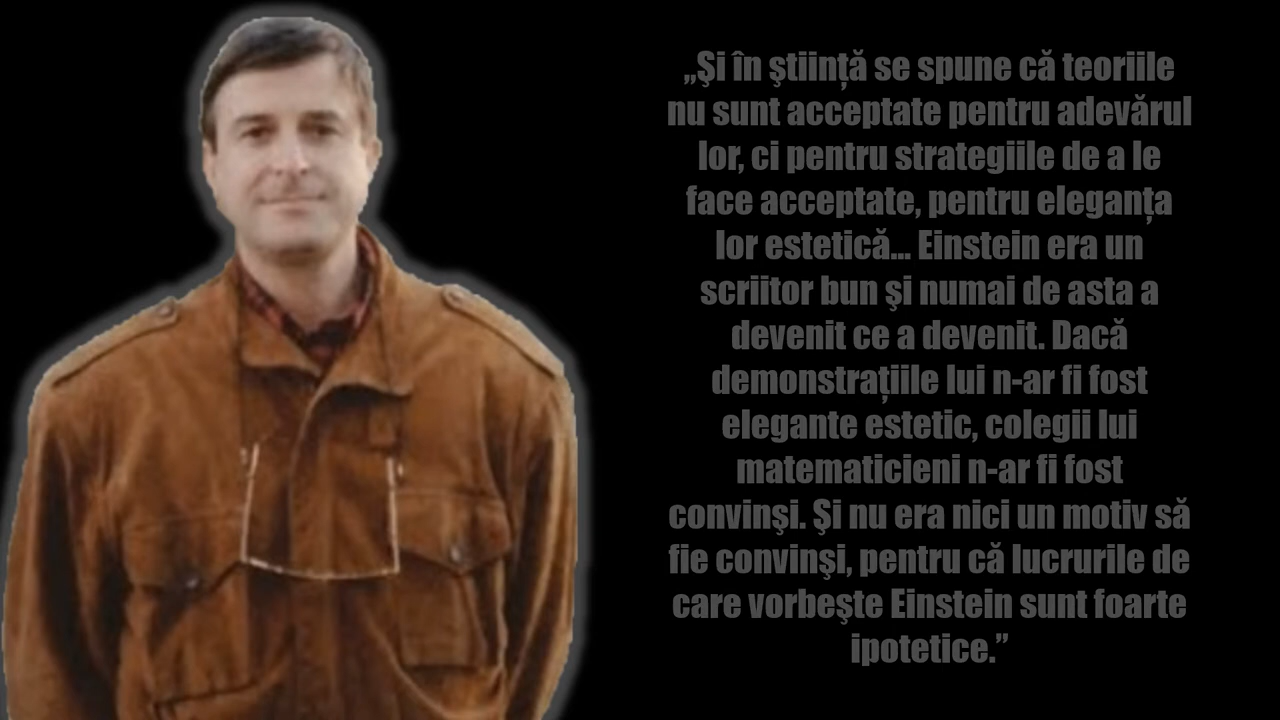 „Şi în ştiinţă se spune că teoriile
nu sunt acceptate pentru adevărul
lor, ci pentru strategiile de a le
face acceptate, pentru eleganţa
lor estetică... Einstein era un
scriitor bun şi numai de asta a
devenit ce a devenit. Dacă
demonstraţiile lui n-ar fi fost
elegante estetic, colegii lui
matematicieni n-ar fi fost
convinşi. Şi nu era nici un motiv să
fie convinşi, pentru că lucrurile de
care vorbeşte Einstein sunt foarte
ipotetice.”